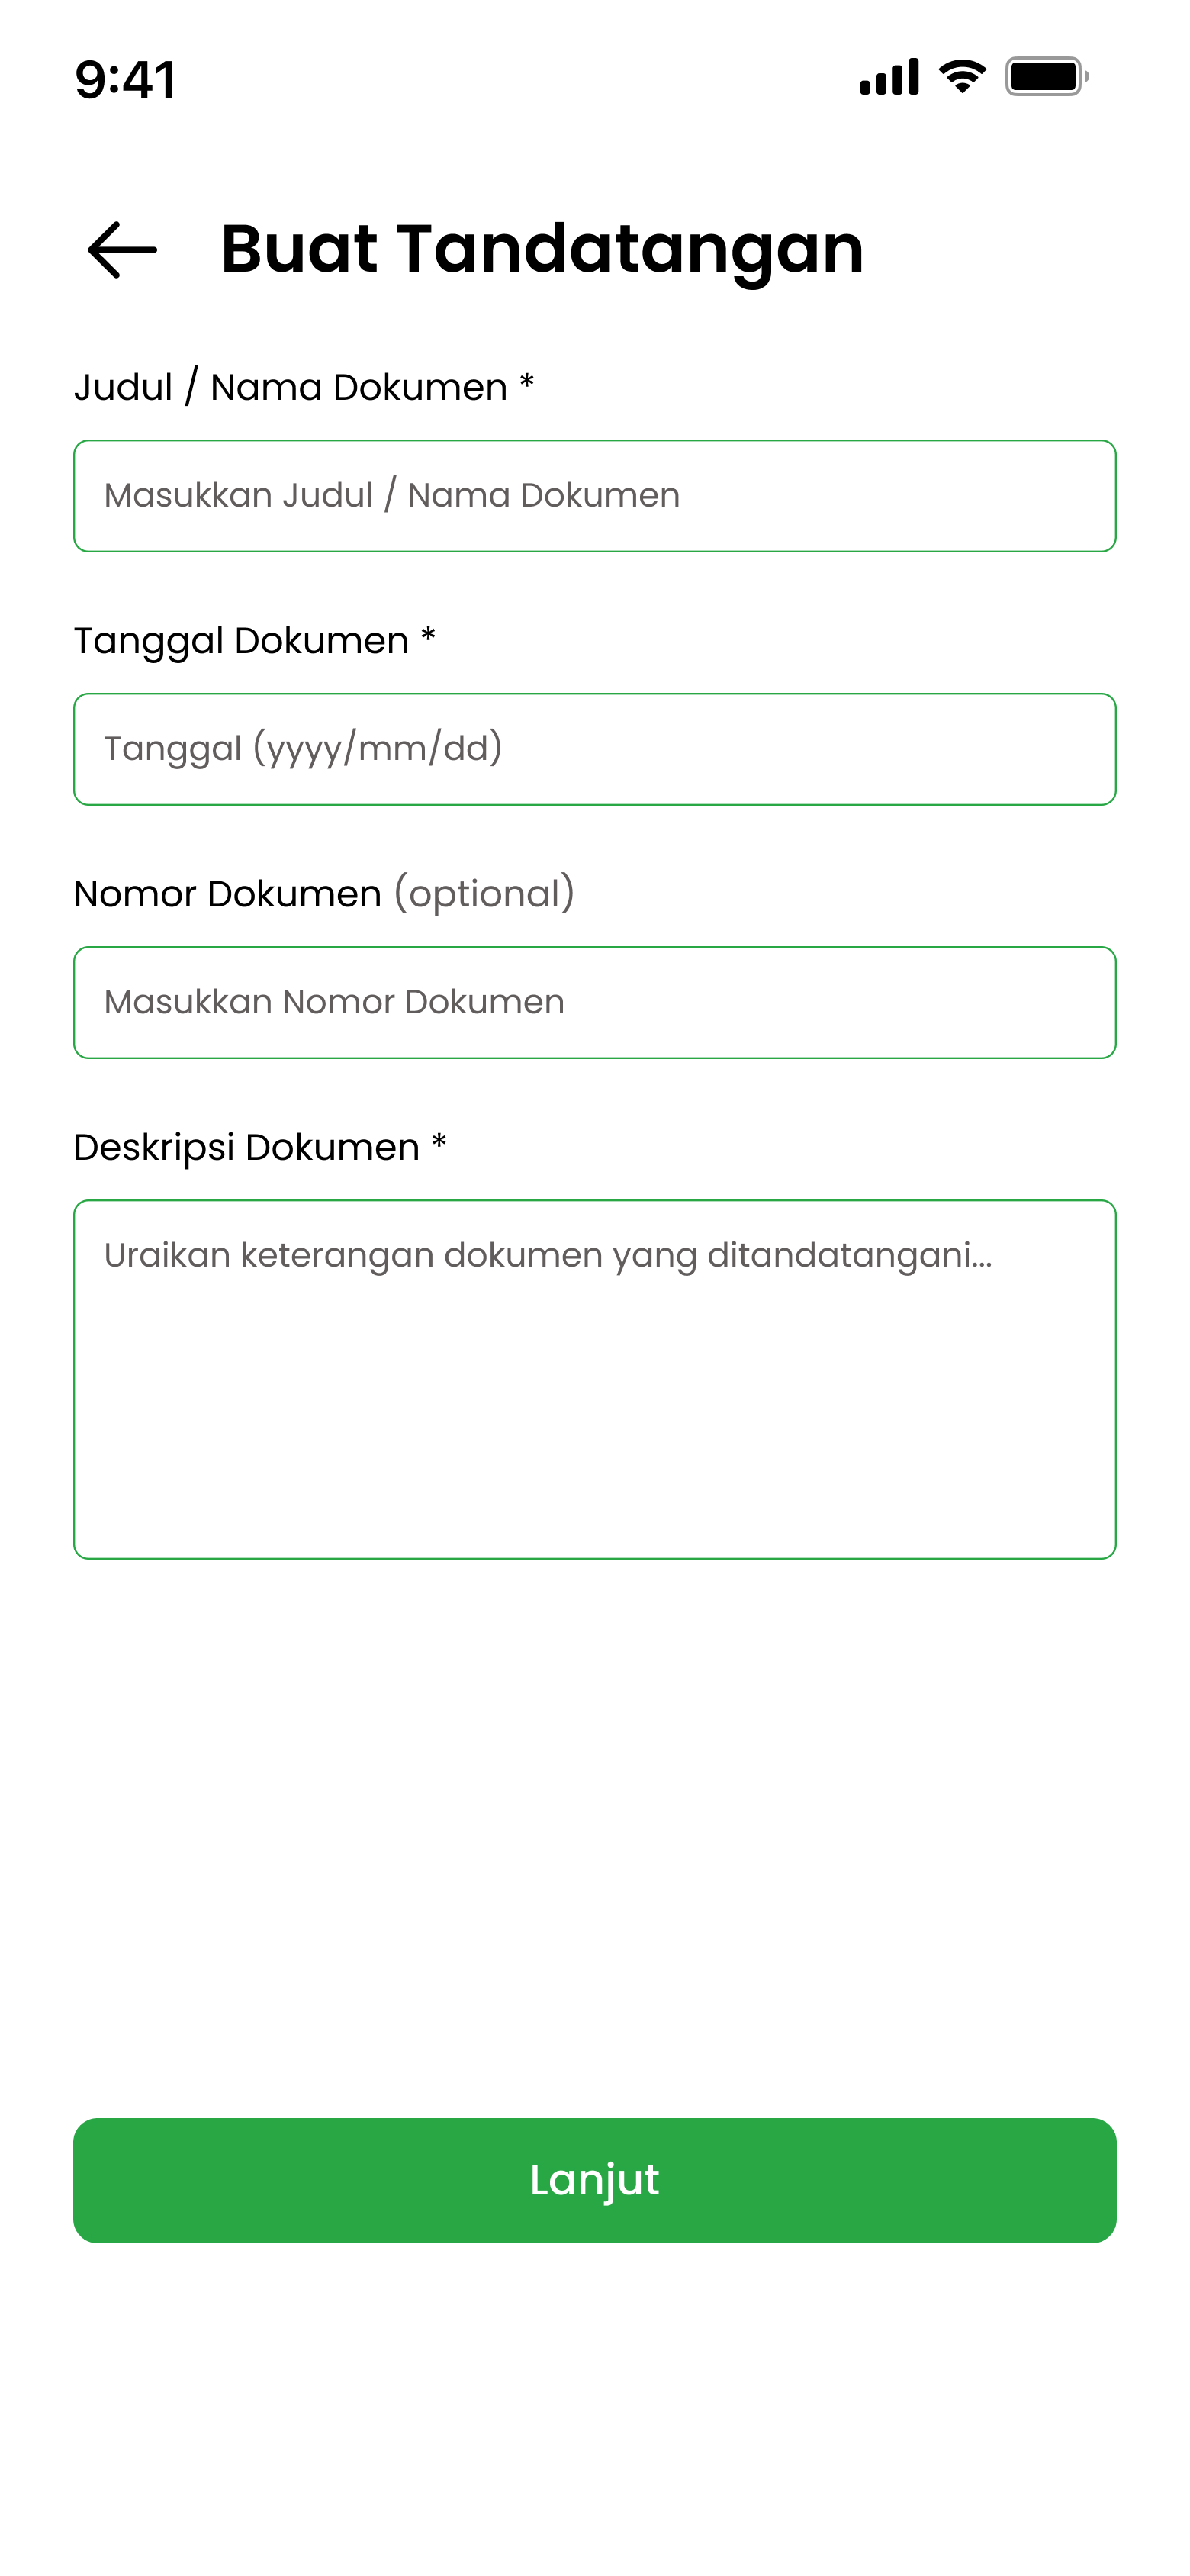 9:41
Buat Tandatangan
Judul / Nama Dokumen *
Masukkan Judul / Nama Dokumen
Tanggal Dokumen *
Tanggal (yyyy/mm/dd)
Nomor Dokumen (optional)
Masukkan Nomor Dokumen
Deskripsi Dokumen *
Uraikan keterangan dokumen yang ditandatangani...
Lanjut